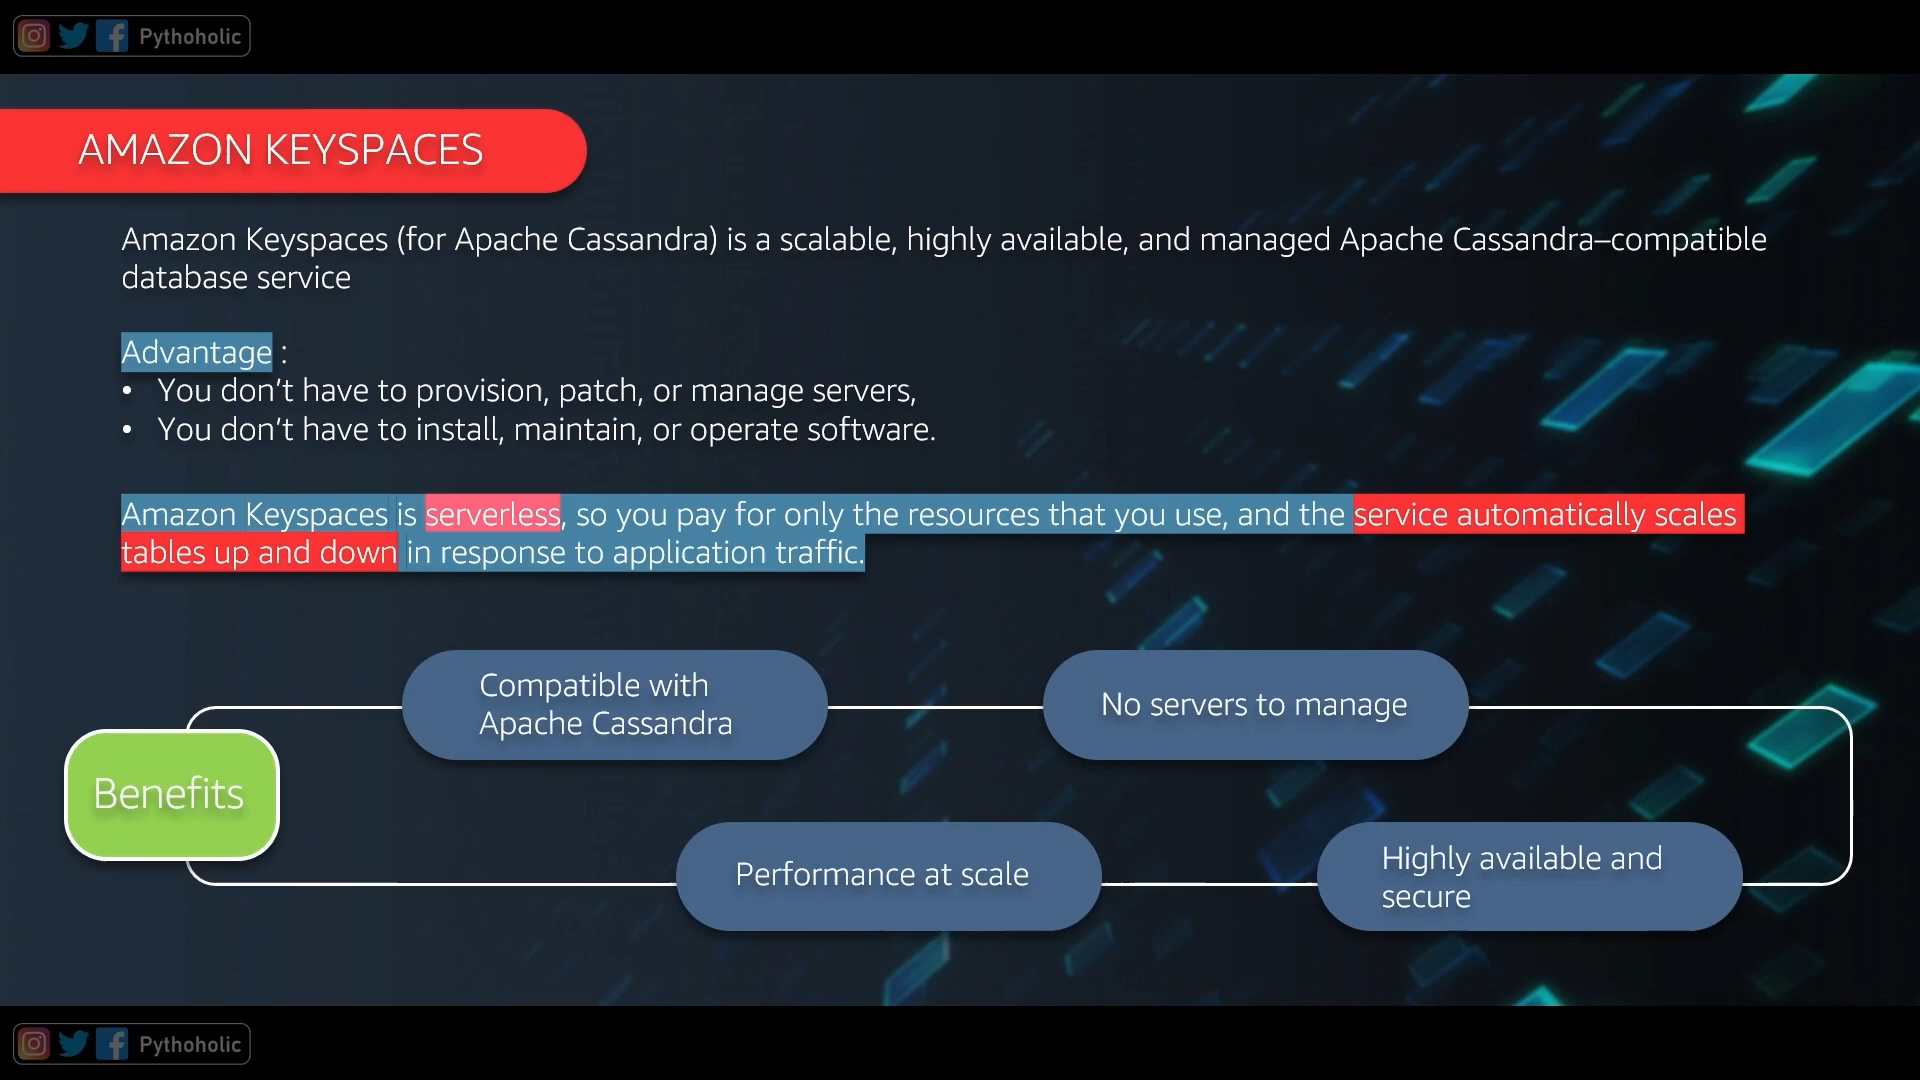 Pythoholic
AMAZON KEYSPACES
Amazon Keyspaces (for Apache Cassandra) is a scalable, highly available, and managed Apache Cassandra–compatible
database service
Advantage :
• You don't have to provision, patch, or manage servers,
• You don't have to install, maintain, or operate software.
Amazon Keyspaces is serverless, so you pay for only the resources that you use, and the service automatically scales
tables up and down in response to application traffic.
Compatible with
Apache Cassandra
No servers to manage
Benefits
Performance at scale
Highly available and
secure
Pythoholic